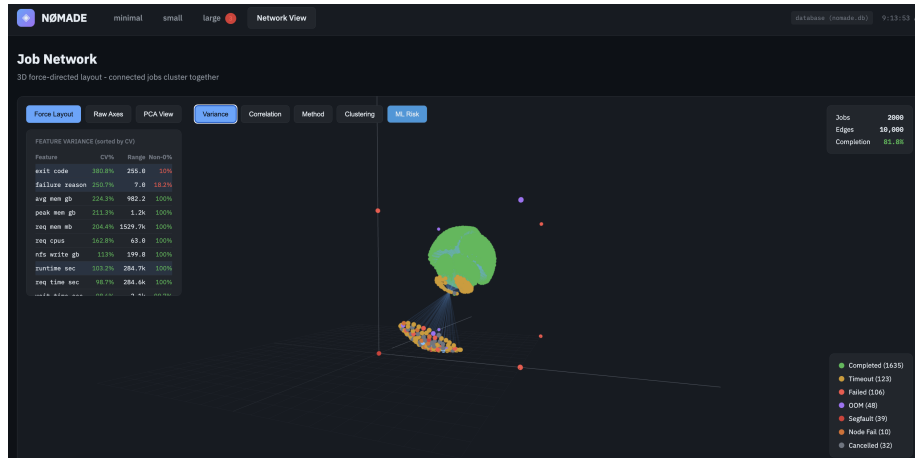 NØMADE minimal small large Network View database (nomade.db) 9:13:53
Job Network
3D force-directed layout - connected jobs cluster together
Force Layout Raw Axes PCA View Variance Correlation Method Clustering ML Risk
Jobs 2000
Edges 10,000
Completion 81.8%
FEATURE VARIANCE (sorted by CV)
Feature CV% Range Non-0%
exit code 380.8% 255.0 10%
failure reason 250.7% 7.0 18.2%
avg mem gb 224.3% 982.2 100%
peak mem gb 211.3% 1.2k 100%
req mem mb 204.4% 1529.7k 100%
req cpus 162.8% 63.0 100%
nfs write gb 113% 199.8 100%
runtime sec 103.2% 284.7k 100%
req time sec 98.7% 284.6k 100%
Completed (1635)
Timeout (123)
Failed (106)
OOM (48)
Segfault (39)
Node Fail (10)
Cancelled (32)